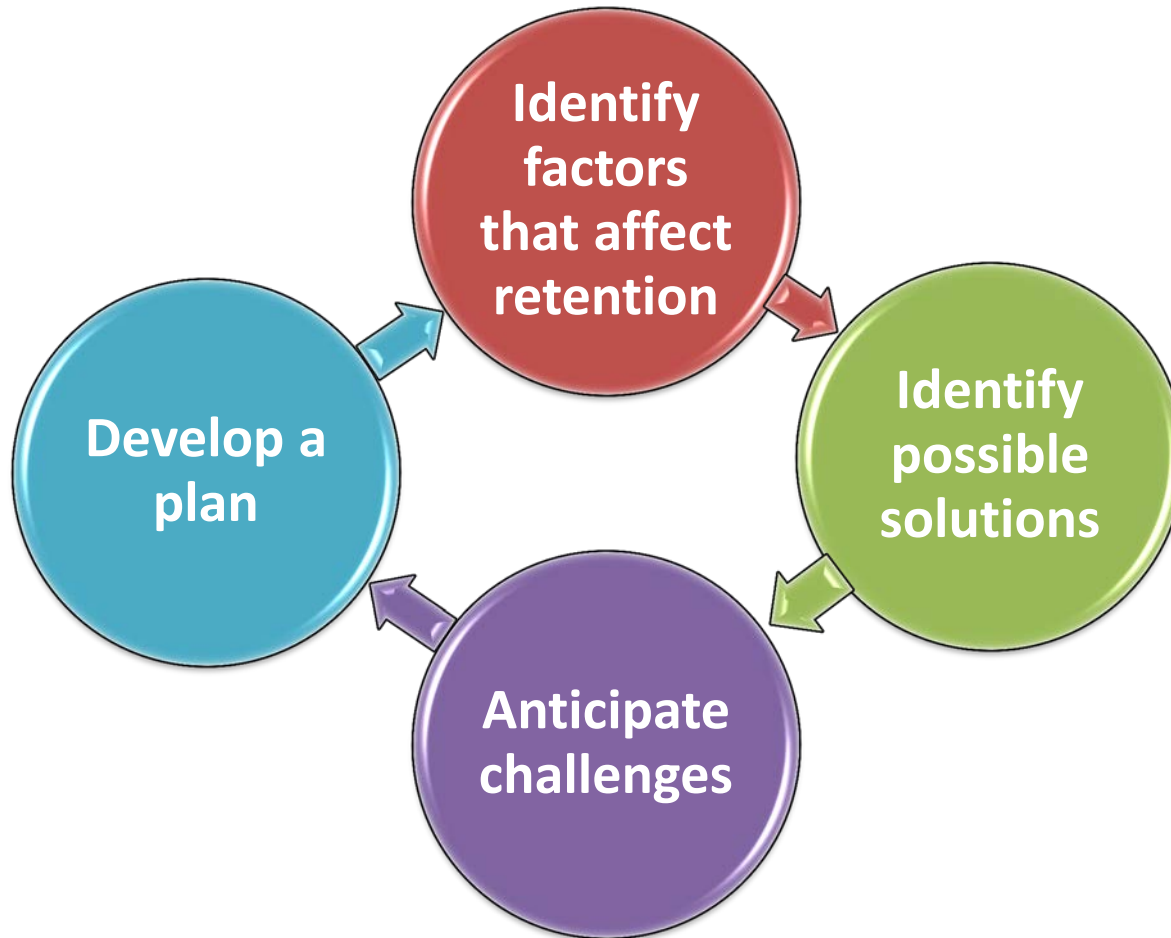 Identify
factors
that affect
retention
Identify
possible
solutions
Anticipate
challenges
Develop a
plan